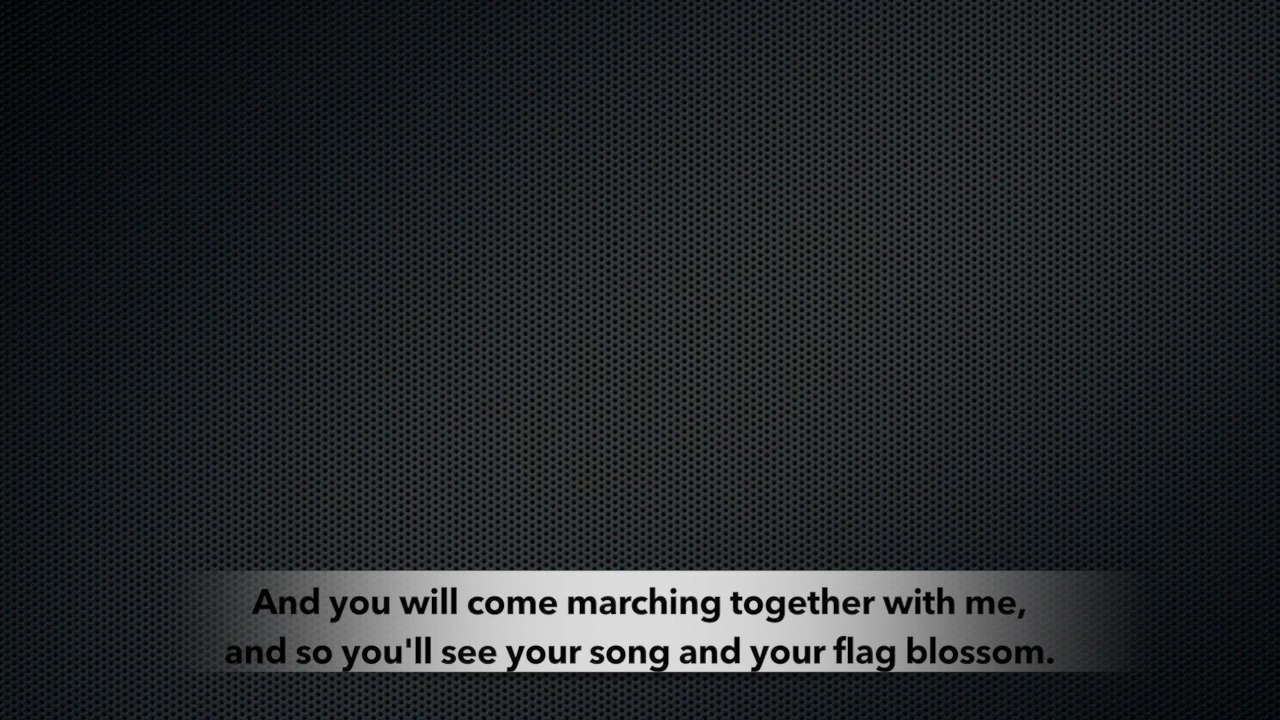 And you will come marching together with me,
and so you'll see your song and your flag blossom.